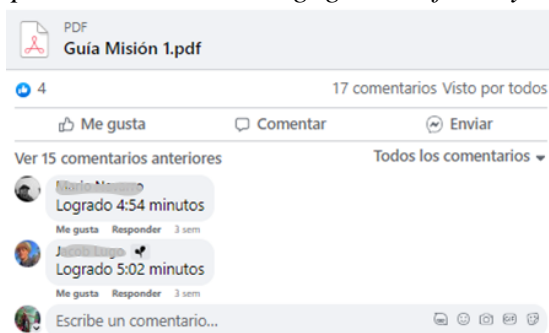 PDF
Guía Misión 1.pdf
4
17 comentarios Visto por todos
Me gusta Comentar Enviar
Ver 15 comentarios anteriores Todos los comentarios
Logrado 4:54 minutos
Me gusta Responder 3 sem
Logrado 5:02 minutos
Me gusta Responder 3 sem
Escribe un comentario... GIF